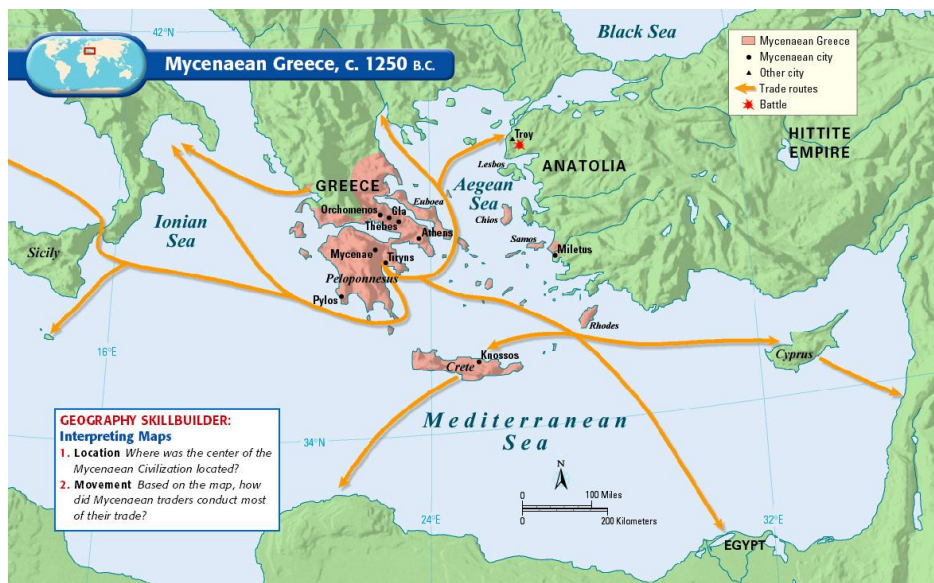 42°N
Mycenaean Greece, c. 1250 B.C.
Black Sea
Mycenaean Greece
Mycenaean city
Other city
Trade routes
Battle
HITTITE
EMPIRE
Troy
Lesbos
ANATOLIA
GREECE
Aegean
Sea
Orchomenos
Gla
Euboea
Thebes
Chios
Ionian
Sea
Athens
Samos
Miletus
Sicily
Mycenae
Tiryns
Peloponnesus
Pylos
Rhodes
16°E
Knossos
Crete
Cyprus
Mediterranean
Sea
GEOGRAPHY SKILLBUILDER:
Interpreting Maps
1. Location Where was the center of the
Mycenaean Civilization located?
2. Movement Based on the map, how
did Mycenaean traders conduct most
of their trade?
34°N
N
0 100 Miles
0 200 Kilometers
24°E
32°E
EGYPT